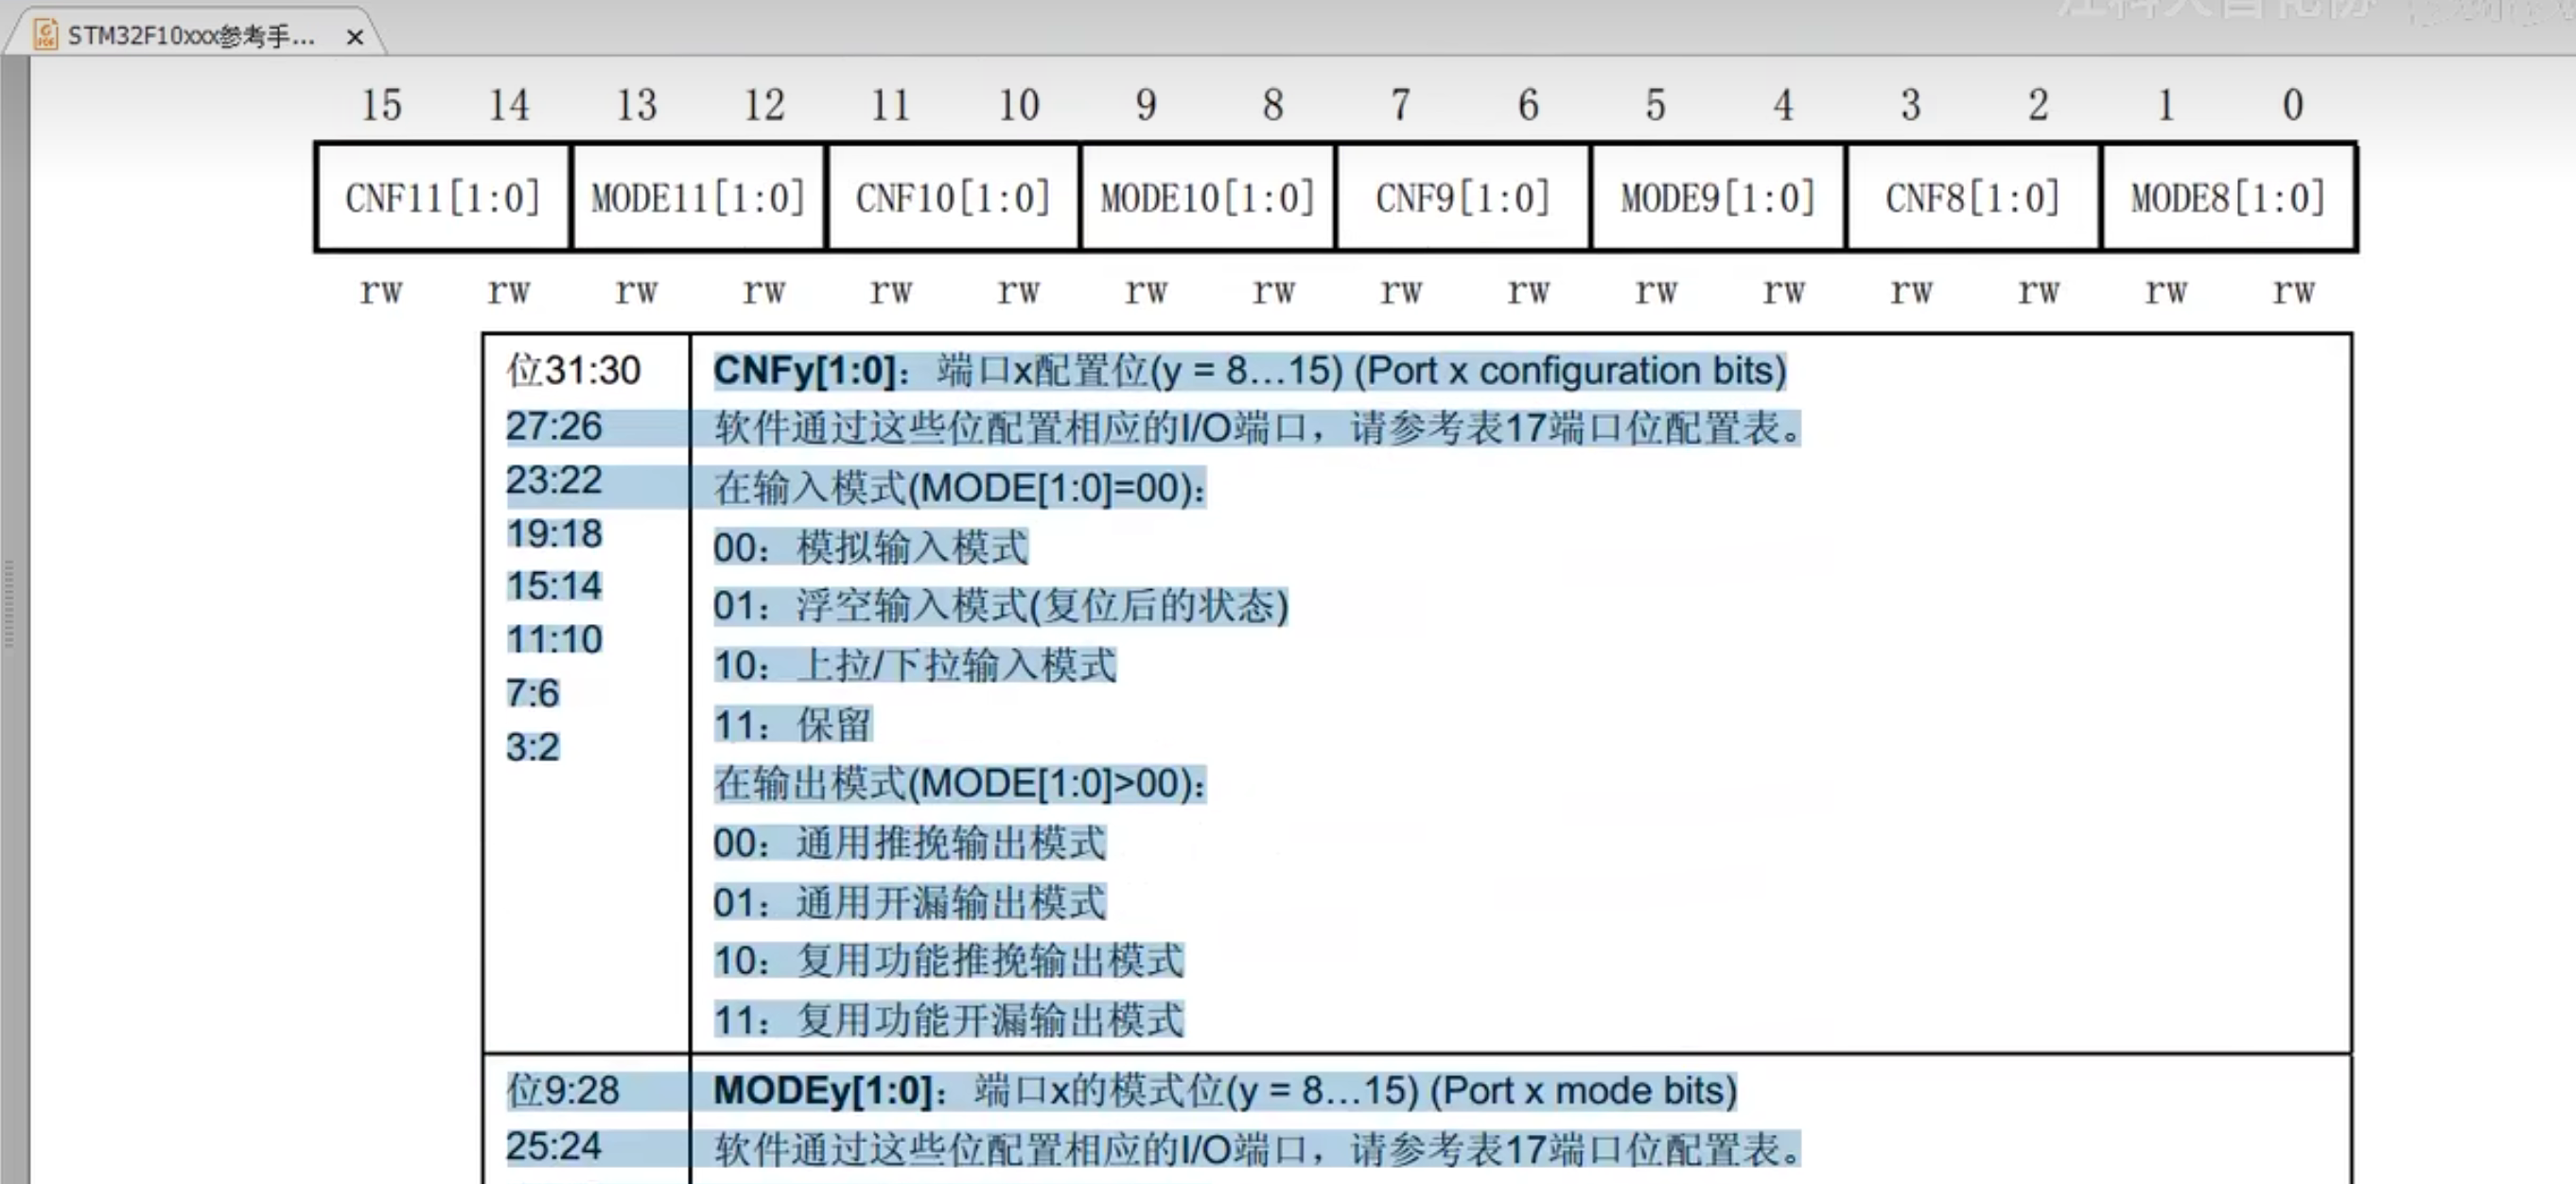 STM32F10xxx参考手... ×
15 14 13 12 11 10 9 8 7 6 5 4 3 2 1 0
CNF11[1:0] MODE11[1:0] CNF10[1:0] MODE10[1:0] CNF9[1:0] MODE9[1:0] CNF8[1:0] MODE8[1:0]
rw rw rw rw rw rw rw rw rw rw rw rw rw rw rw rw
位31:30
27:26
23:22
19:18
15:14
11:10
7:6
3:2
CNFy[1:0]：端口x配置位(y = 8…15) (Port x configuration bits)
软件通过这些位配置相应的I/O端口，请参考表17端口位配置表。
在输入模式(MODE[1:0]=00)：
00：模拟输入模式
01：浮空输入模式(复位后的状态)
10：上拉/下拉输入模式
11：保留
在输出模式(MODE[1:0]>00)：
00：通用推挽输出模式
01：通用开漏输出模式
10：复用功能推挽输出模式
11：复用功能开漏输出模式
位9:28
25:24
MODEy[1:0]：端口x的模式位(y = 8…15) (Port x mode bits)
软件通过这些位配置相应的I/O端口，请参考表17端口位配置表。